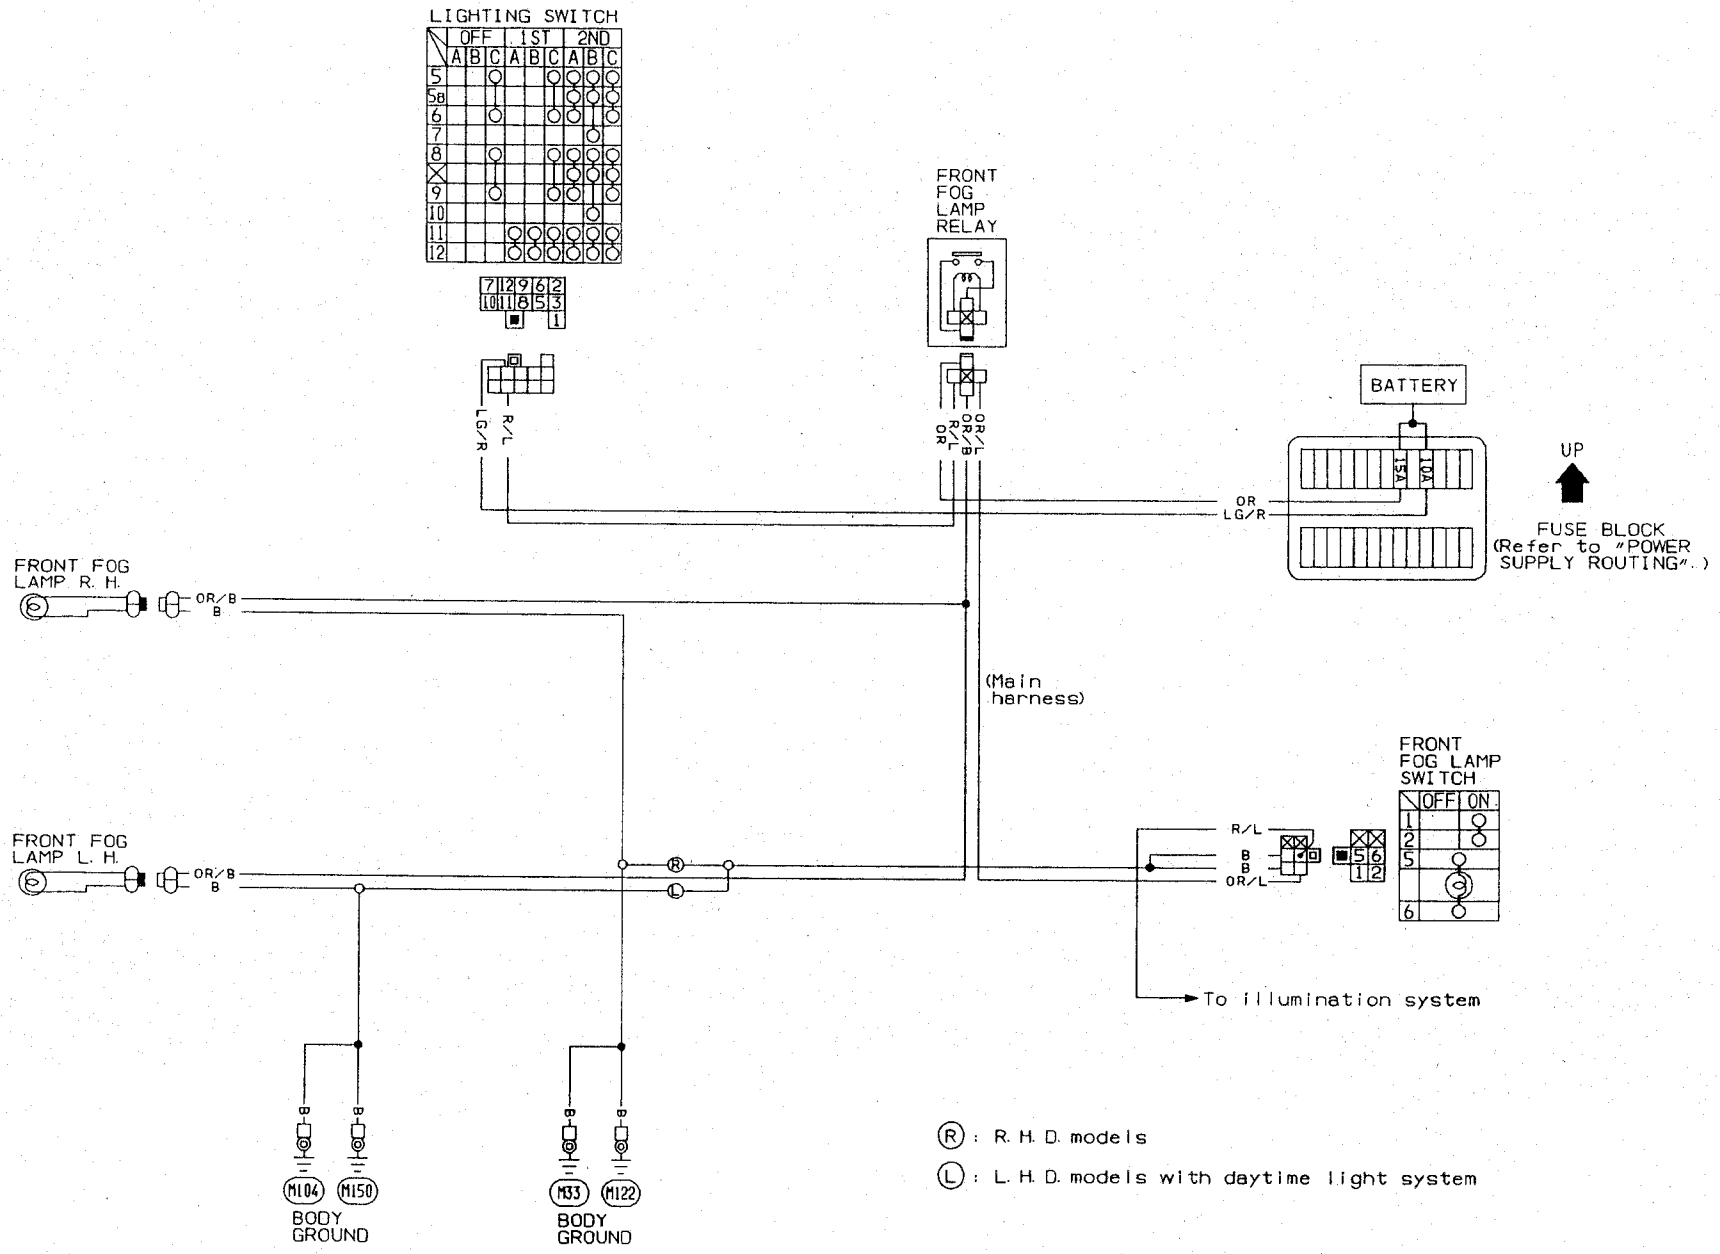 LIGHTING SWITCH
OFF 1ST 2ND
A B C A B C A B C
5
5B
6
7
8
9
10
11
12
7 12 9 6 2
10 11 8 5 3
1
LG/R
R/L
FRONT
FOG
LAMP
RELAY
OR
R/L
OR/B
OR/L
BATTERY
15A
10A
OR
LG/R
UP
FUSE BLOCK
(Refer to "POWER
SUPPLY ROUTING".)
FRONT FOG
LAMP R. H.
OR/B
B
(Main
harness)
FRONT
FOG LAMP
SWITCH
OFF ON
1
2
5
6
R/L
B
B
OR/L
5 6
1 2
FRONT FOG
LAMP L. H.
OR/B
B
R
L
To illumination system
B
B
B
B
M104
M150
M33
M122
BODY
GROUND
BODY
GROUND
R : R. H. D. models
L : L. H. D. models with daytime light system